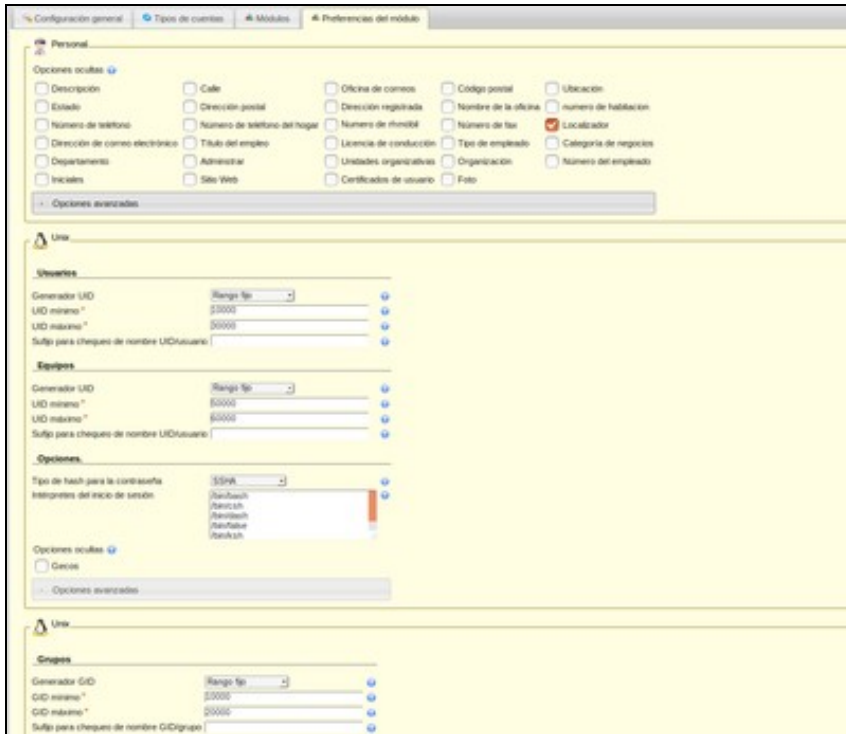 Configuración general Tipos de cuentas Módulos Preferencias del módulo
Personal
Opciones ocultas
Descripción Calle Oficina de correos Código postal Ubicación
Estado Dirección postal Dirección registrada Nombre de la oficina numero de habitacion
Número de teléfono Número de teléfono del hogar Numero de rhmóbil Número de fax Localizador
Dirección de correo electrónico Título del empleo Licencia de conducción Tipo de empleado Categoría de negocios
Departamento Administrar Unidades organizativas Organización Número del empleado
Iniciales Sitio Web Certificados de usuario Foto
Opciones avanzadas
Unix
Usuarios
Generador UID Rango fijo
UID mínimo * 10000
UID máximo * 30000
Sufijo para chequeo de nombre UID/usuario
Equipos
Generador UID Rango fijo
UID mínimo * 50000
UID máximo * 60000
Sufijo para chequeo de nombre UID/usuario
Opciones.
Tipo de hash para la contraseña SSHA
Intérpretes del inicio de sesión /bin/bash
/bin/csh
/bin/dash
/bin/false
/bin/ksh
Opciones ocultas
Gecos
Opciones avanzadas
Unix
Grupos
Generador GID Rango fijo
GID mínimo * 10000
GID máximo * 20000
Sufijo para chequeo de nombre GID/grupo